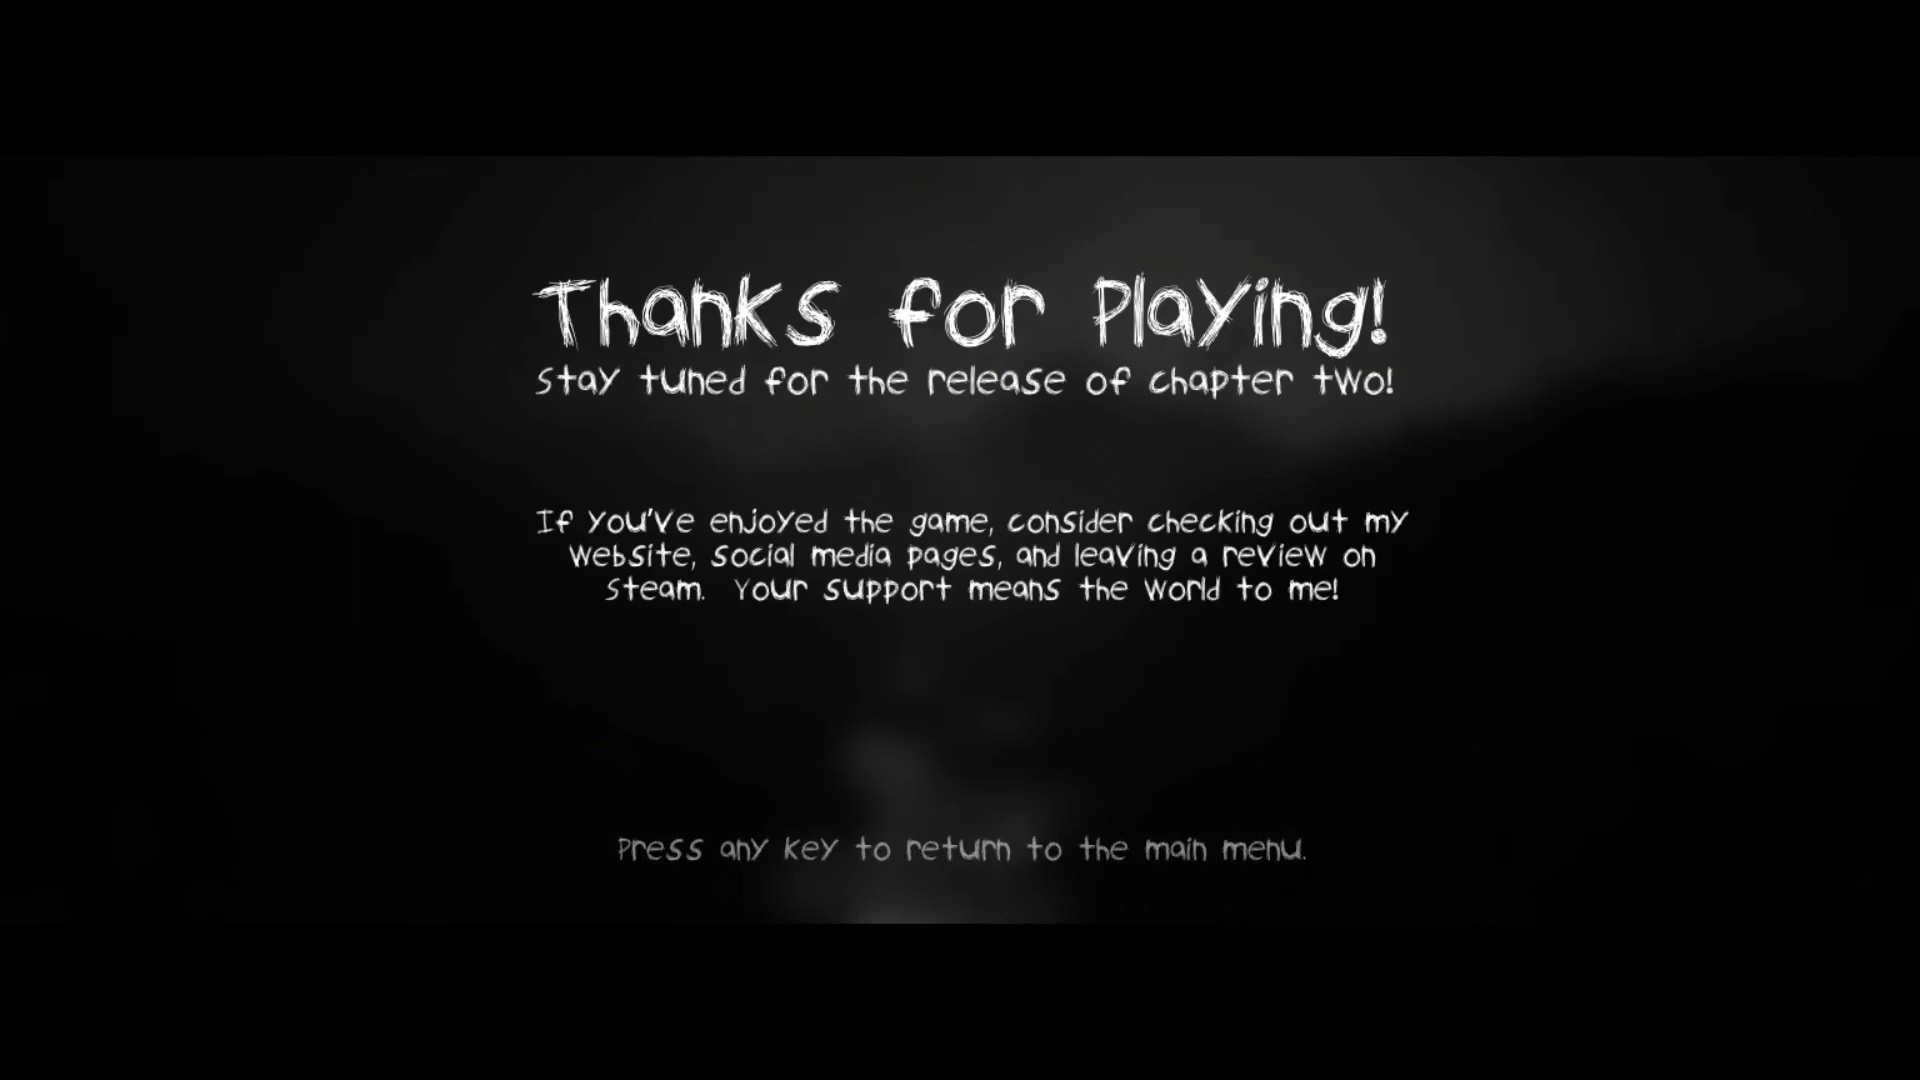 Thanks for Playing!
Stay tuned for the release of chapter two!
If you've enjoyed the game, consider checking out my
website, social media pages, and leaving a review on
Steam. Your support means the world to me!
Press any key to return to the main menu.